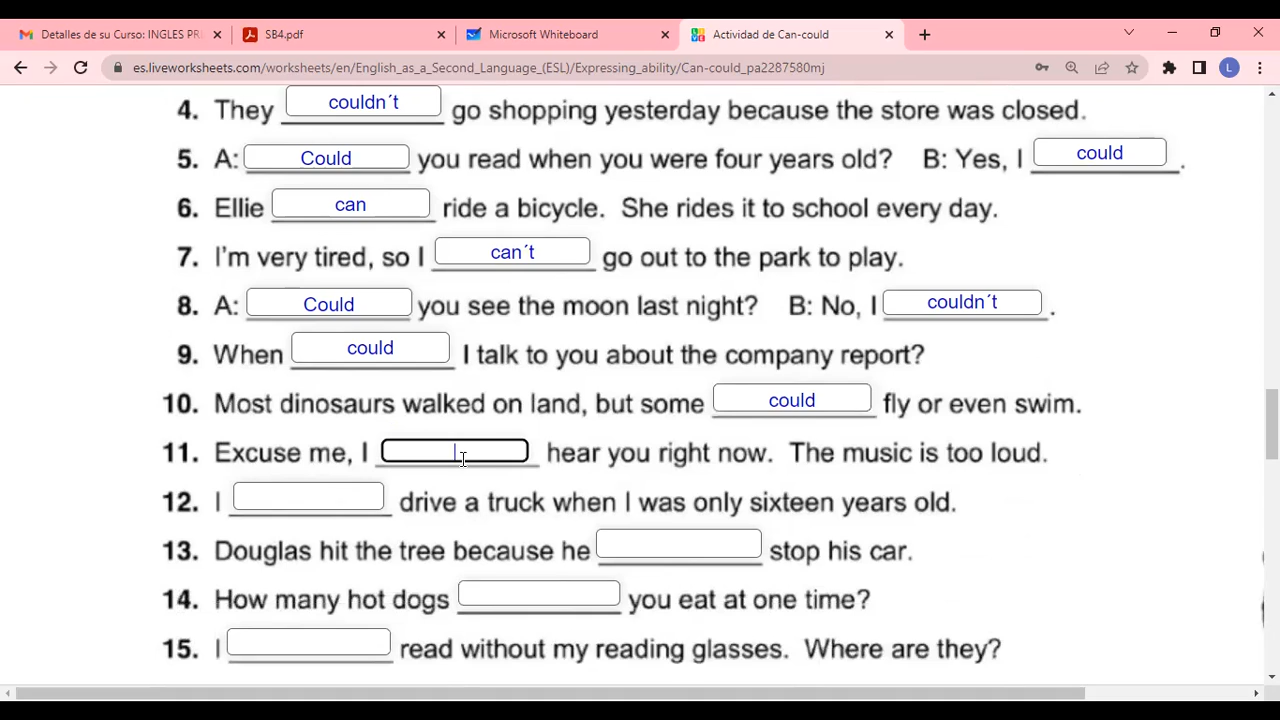 Detalles de su Curso: INGLES PR
SB4.pdf
Microsoft Whiteboard
Actividad de Can-could
es.liveworksheets.com/worksheets/en/English_as_a_Second_Language_(ESL)/Expressing_ability/Can-could_pa2287580mj
L
4. They couldn´t go shopping yesterday because the store was closed.
5. A: Could you read when you were four years old? B: Yes, I could.
6. Ellie can ride a bicycle. She rides it to school every day.
7. I'm very tired, so I can´t go out to the park to play.
8. A: Could you see the moon last night? B: No, I couldn´t.
9. When could I talk to you about the company report?
10. Most dinosaurs walked on land, but some could fly or even swim.
11. Excuse me, I hear you right now. The music is too loud.
12. I drive a truck when I was only sixteen years old.
13. Douglas hit the tree because he stop his car.
14. How many hot dogs you eat at one time?
15. I read without my reading glasses. Where are they?